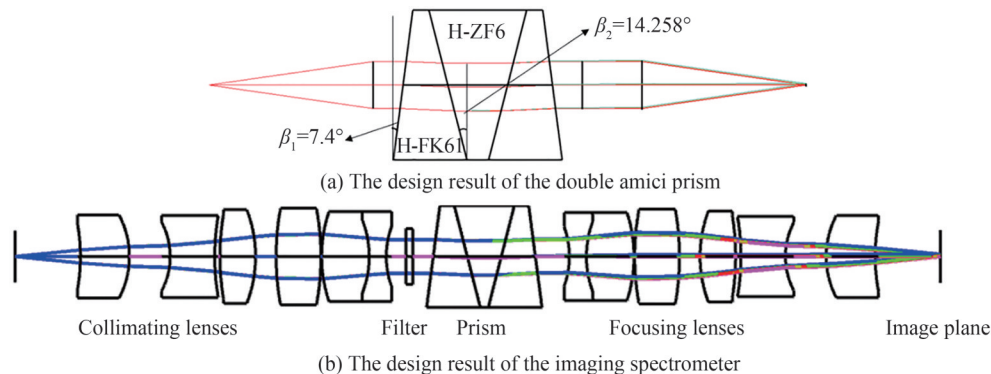 H-ZF6
β2=14.258°
β1=7.4°
H-FK61
(a) The design result of the double amici prism
Collimating lenses Filter Prism Focusing lenses Image plane
(b) The design result of the imaging spectrometer